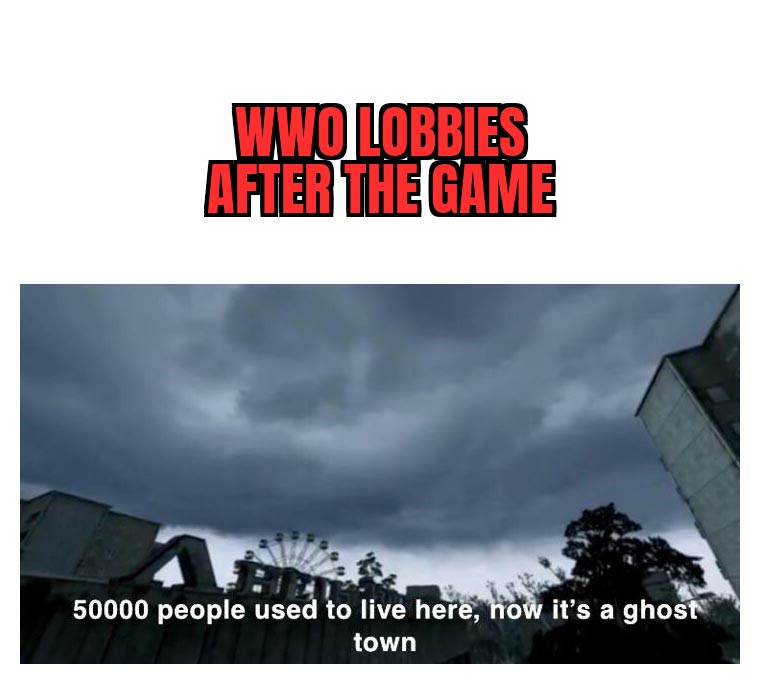 WWO LOBBIES
AFTER THE GAME
50000 people used to live here, now it's a ghost
town